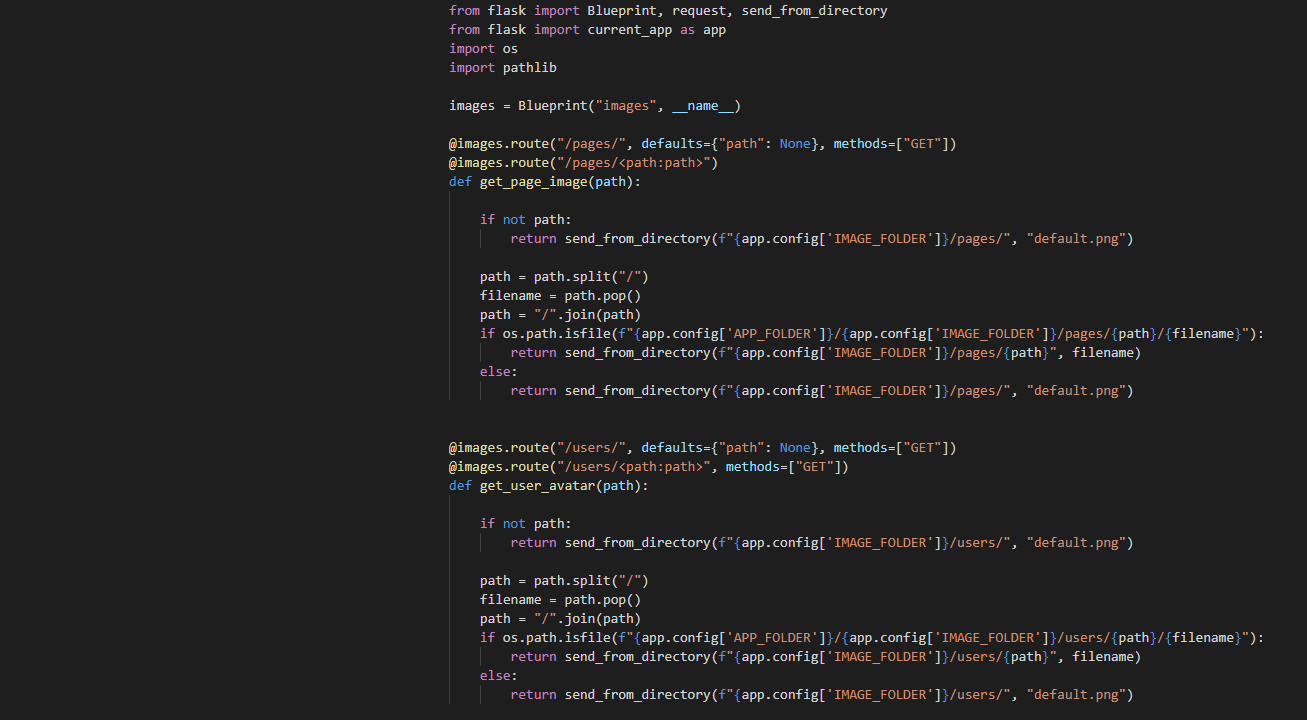 from flask import Blueprint, request, send_from_directory
from flask import current_app as app
import os
import pathlib
images = Blueprint("images", __name__)
@images.route("/pages/", defaults={"path": None}, methods=["GET"])
@images.route("/pages/<path:path>")
def get_page_image(path):
if not path:
return send_from_directory(f"{app.config['IMAGE_FOLDER']}/pages/", "default.png")
path = path.split("/")
filename = path.pop()
path = "/".join(path)
if os.path.isfile(f"{app.config['APP_FOLDER']}/{app.config['IMAGE_FOLDER']}/pages/{path}/{filename}"):
return send_from_directory(f"{app.config['IMAGE_FOLDER']}/pages/{path}", filename)
else:
return send_from_directory(f"{app.config['IMAGE_FOLDER']}/pages/", "default.png")
@images.route("/users/", defaults={"path": None}, methods=["GET"])
@images.route("/users/<path:path>", methods=["GET"])
def get_user_avatar(path):
if not path:
return send_from_directory(f"{app.config['IMAGE_FOLDER']}/users/", "default.png")
path = path.split("/")
filename = path.pop()
path = "/".join(path)
if os.path.isfile(f"{app.config['APP_FOLDER']}/{app.config['IMAGE_FOLDER']}/users/{path}/{filename}"):
return send_from_directory(f"{app.config['IMAGE_FOLDER']}/users/{path}", filename)
else:
return send_from_directory(f"{app.config['IMAGE_FOLDER']}/users/", "default.png")